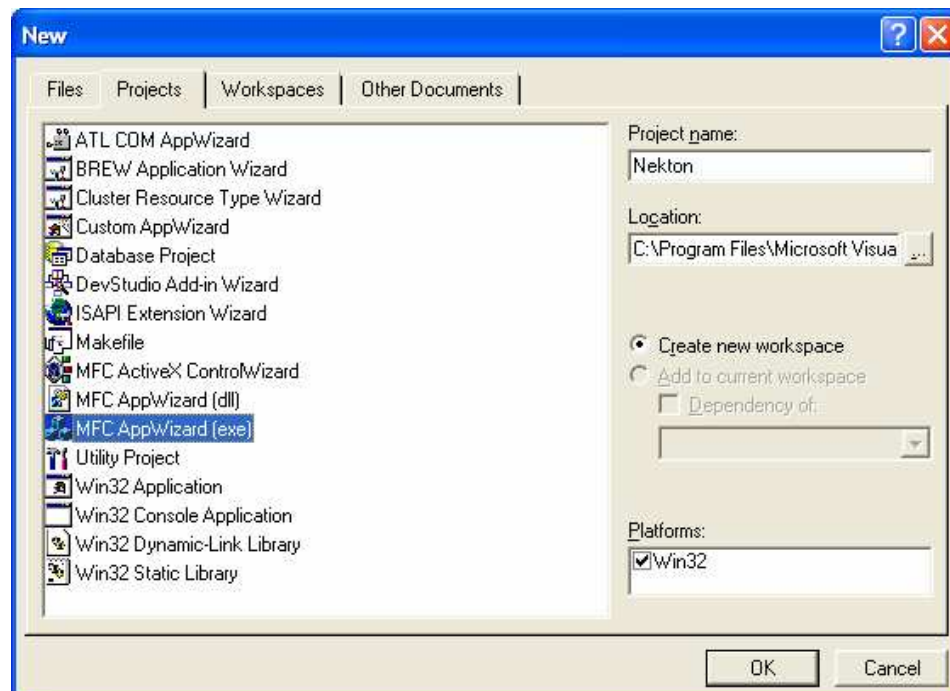 New
Files Projects Workspaces Other Documents
ATL COM AppWizard
BREW Application Wizard
Cluster Resource Type Wizard
Custom AppWizard
Database Project
DevStudio Add-in Wizard
ISAPI Extension Wizard
Makefile
MFC ActiveX ControlWizard
MFC AppWizard (dll)
MFC AppWizard (exe)
Utility Project
Win32 Application
Win32 Console Application
Win32 Dynamic-Link Library
Win32 Static Library
Project name:
Nekton
Location:
C:\Program Files\Microsoft Visua ...
Create new workspace
Add to current workspace
Dependency of:
Platforms:
Win32
OK Cancel